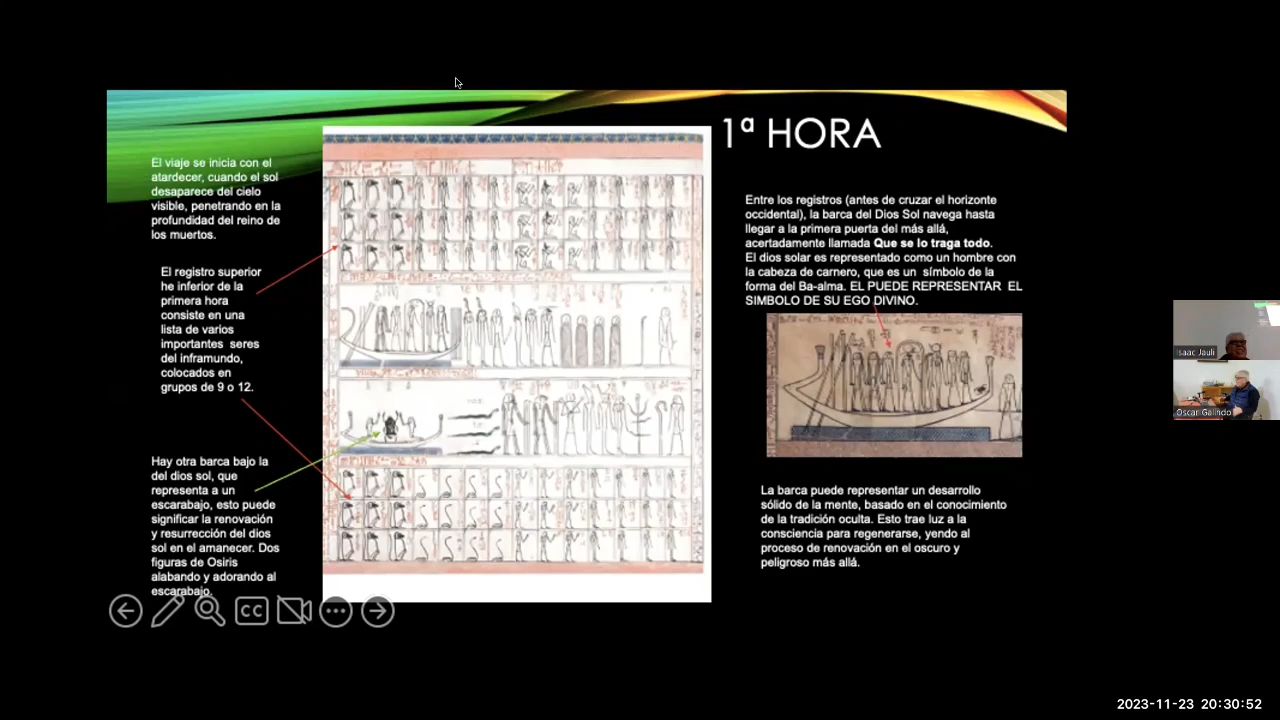 1ª HORA
El viaje se inicia con el
atardecer, cuando el sol
desaparece del cielo
visible, penetrando en la
profundidad del reino de
los muertos.
El registro superior
he inferior de la
primera hora
consiste en una
lista de varios
importantes seres
del inframundo,
colocados en
grupos de 9 o 12.
Hay otra barca bajo la
del dios sol, que
representa a un
escarabajo, esto puede
significar la renovación
y resurrección del dios
sol en el amanecer. Dos
figuras de Osiris
alabando y adorando al
escarabajo.
Entre los registros (antes de cruzar el horizonte
occidental), la barca del Dios Sol navega hasta
llegar a la primera puerta del más allá,
acertadamente llamada Que se lo traga todo.
El dios solar es representado como un hombre con
la cabeza de carnero, que es un símbolo de la
forma del Ba-alma. EL PUEDE REPRESENTAR EL
SIMBOLO DE SU EGO DIVINO.
La barca puede representar un desarrollo
sólido de la mente, basado en el conocimiento
de la tradición oculta. Esto trae luz a la
consciencia para regenerarse, yendo al
proceso de renovación en el oscuro y
peligroso más allá.
CC
Isaac Jauli
Oscar Galindo
2023-11-23 20:30:52